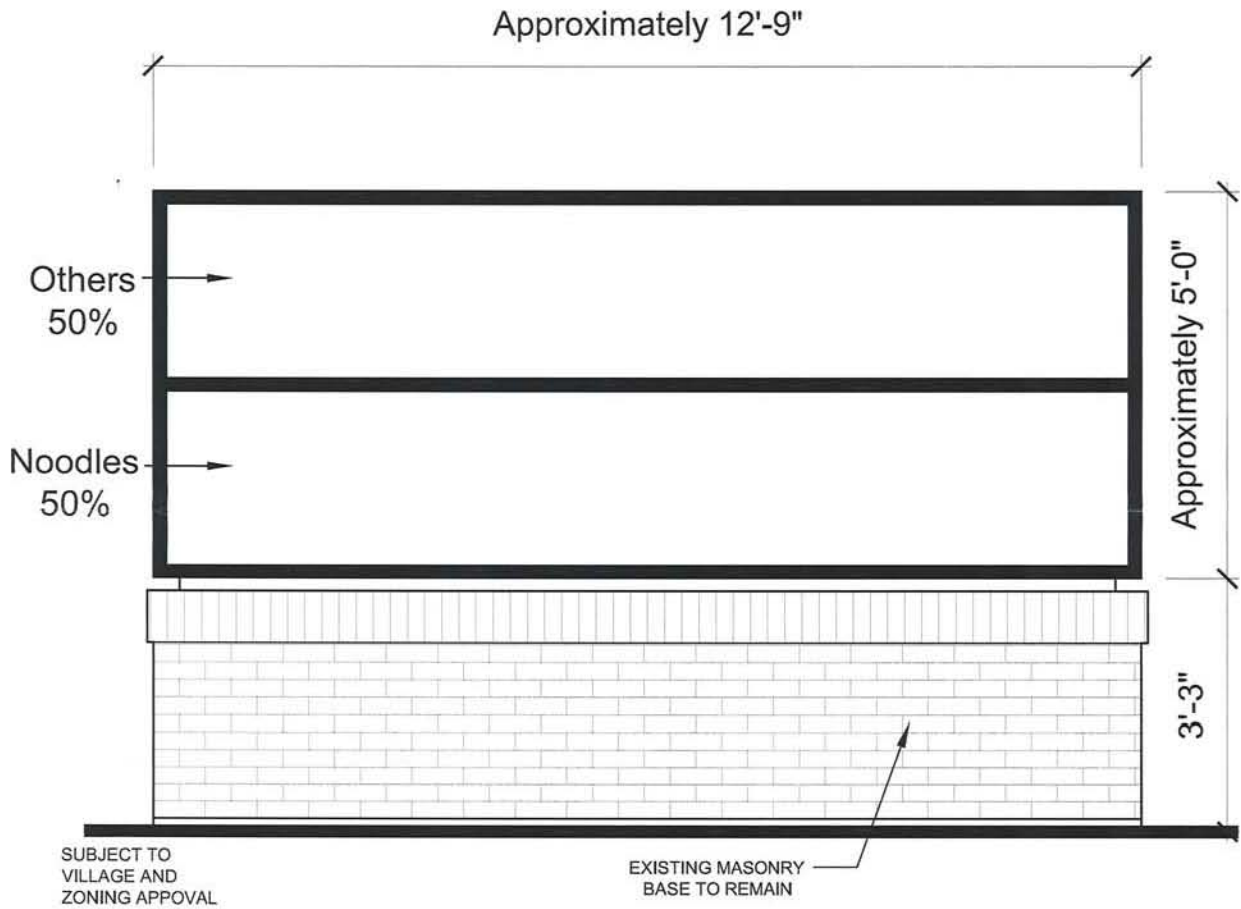 Approximately 12'-9"
Others
50%
Approximately 5'-0"
Noodles
50%
3'-3"
SUBJECT TO
VILLAGE AND
ZONING APPOVAL
EXISTING MASONRY
BASE TO REMAIN